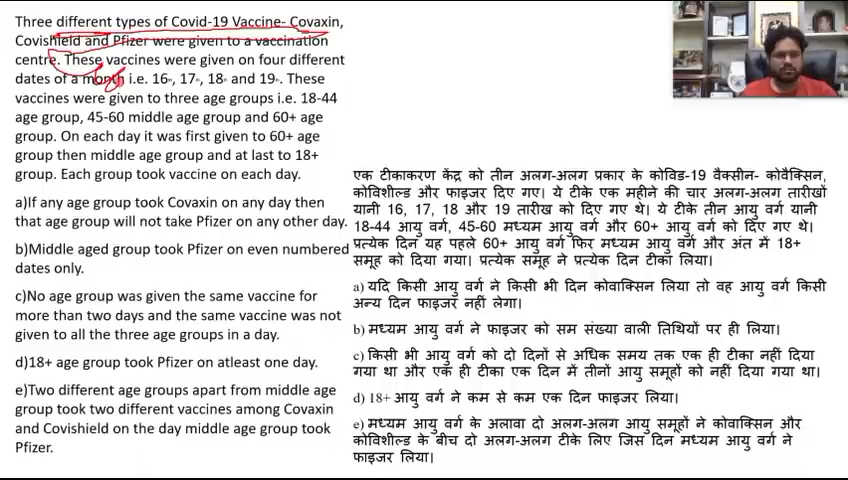 Three different types of Covid-19 Vaccine- Covaxin,
Covishield and Pfizer were given to a vaccination
centre. These vaccines were given on four different
dates of a month i.e. 16th, 17th, 18th and 19th. These
vaccines were given to three age groups i.e. 18-44
age group, 45-60 middle age group and 60+ age
group. On each day it was first given to 60+ age
group then middle age group and at last to 18+
group. Each group took vaccine on each day.
a)If any age group took Covaxin on any day then
that age group will not take Pfizer on any other day.
b)Middle aged group took Pfizer on even numbered
dates only.
c)No age group was given the same vaccine for
more than two days and the same vaccine was not
given to all the three age groups in a day.
d)18+ age group took Pfizer on atleast one day.
e)Two different age groups apart from middle age
group took two different vaccines among Covaxin
and Covishield on the day middle age group took
Pfizer.
एक टीकाकरण केंद्र को तीन अलग-अलग प्रकार के कोविड-19 वैक्सीन- कोवैक्सिन,
कोविशील्ड और फाइजर दिए गए। ये टीके एक महीने की चार अलग-अलग तारीखों
यानी 16, 17, 18 और 19 तारीख को दिए गए थे। ये टीके तीन आयु वर्ग यानी
18-44 आयु वर्ग, 45-60 मध्यम आयु वर्ग और 60+ आयु वर्ग को दिए गए थे।
प्रत्येक दिन यह पहले 60+ आयु वर्ग फिर मध्यम आयु वर्ग और अंत में 18+
समूह को दिया गया। प्रत्येक समूह ने प्रत्येक दिन टीका लिया।
a) यदि किसी आयु वर्ग ने किसी भी दिन कोवाक्सिन लिया तो वह आयु वर्ग किसी
अन्य दिन फाइजर नहीं लेगा।
b) मध्यम आयु वर्ग ने फाइजर को सम संख्या वाली तिथियों पर ही लिया।
c) किसी भी आयु वर्ग को दो दिनों से अधिक समय तक एक ही टीका नहीं दिया
गया था और एक ही टीका एक दिन में तीनों आयु समूहों को नहीं दिया गया था।
d) 18+ आयु वर्ग ने कम से कम एक दिन फाइजर लिया।
e) मध्यम आयु वर्ग के अलावा दो अलग-अलग आयु समूहों ने कोवाक्सिन और
कोविशील्ड के बीच दो अलग-अलग टीके लिए जिस दिन मध्यम आयु वर्ग ने
फाइजर लिया।